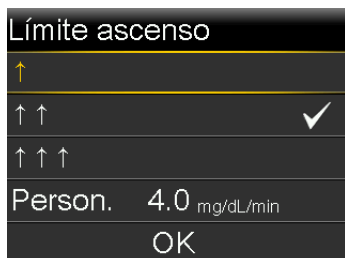 Límite ascenso
↑
↑↑ ✓
↑↑↑
Person. 4.0 mg/dL/min
OK